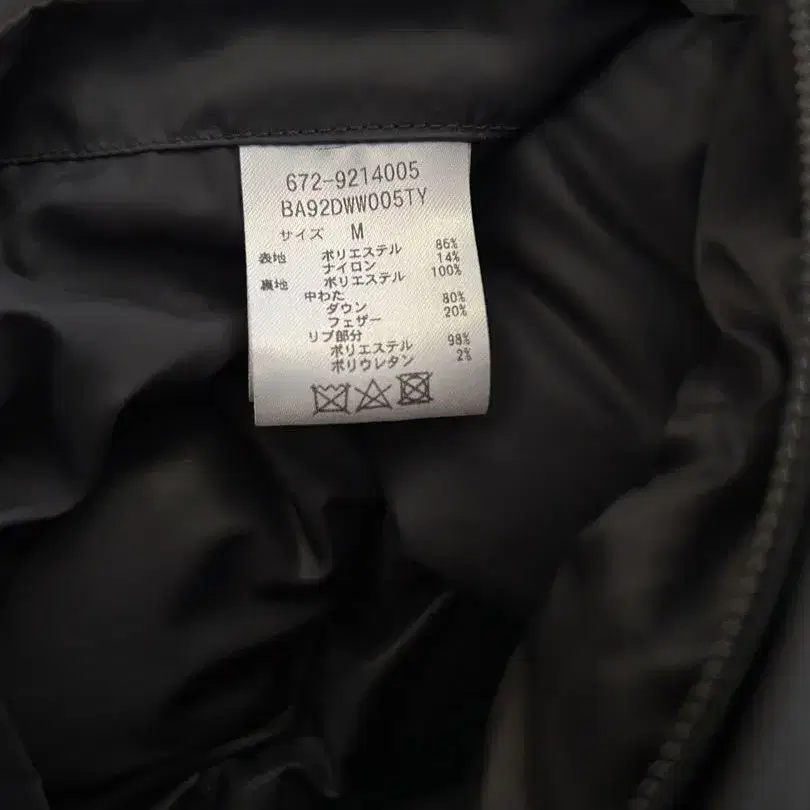 672-9214005
BA92DWW005TY
サイズ M
表地 ポリエステル 86%
ナイロン 14%
裏地 ポリエステル 100%
中わた
ダウン 80%
フェザー 20%
リブ部分
ポリエステル 98%
ポリウレタン 2%